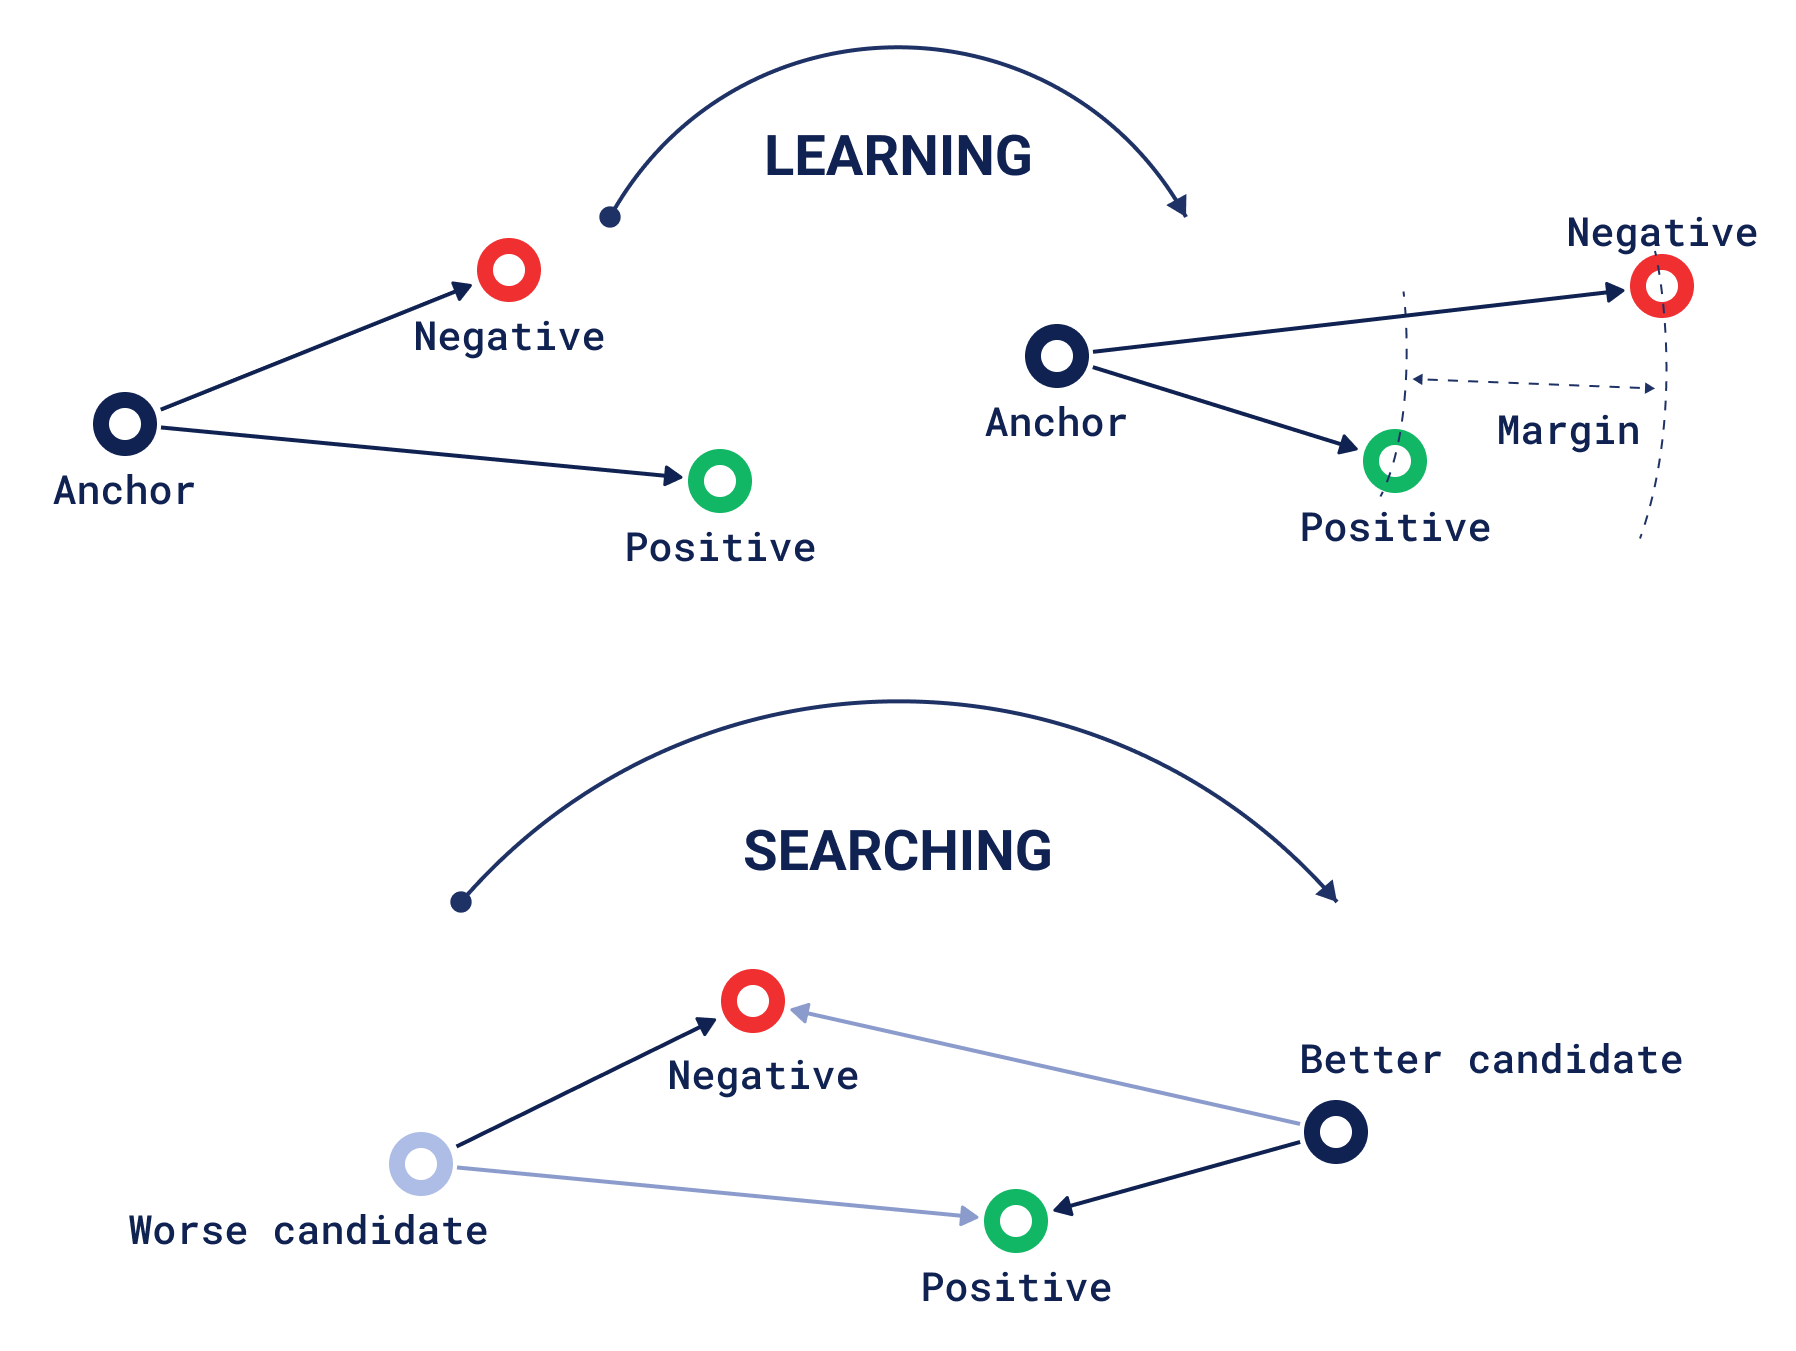 LEARNING
Negative
Anchor
Positive
Negative
Anchor
Margin
Positive
SEARCHING
Negative
Better candidate
Worse candidate
Positive